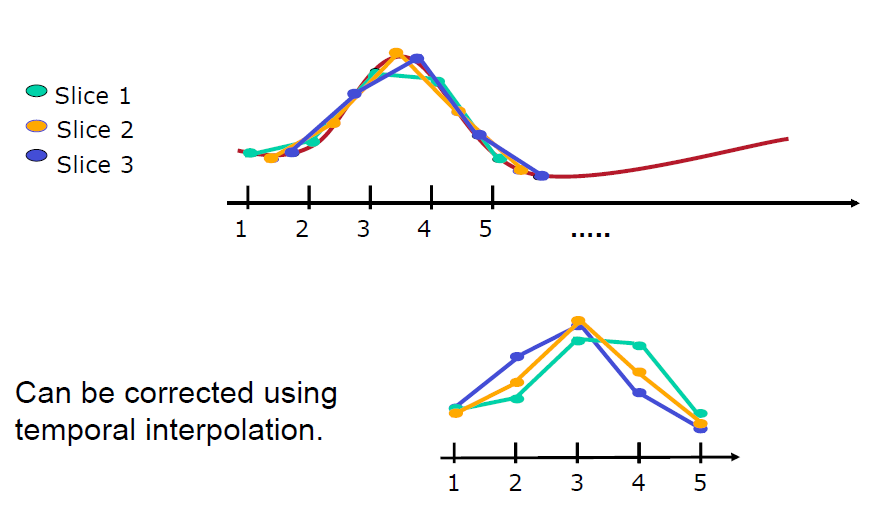 Slice 1
Slice 2
Slice 3
1 2 3 4 5 .....
Can be corrected using
temporal interpolation.
1 2 3 4 5